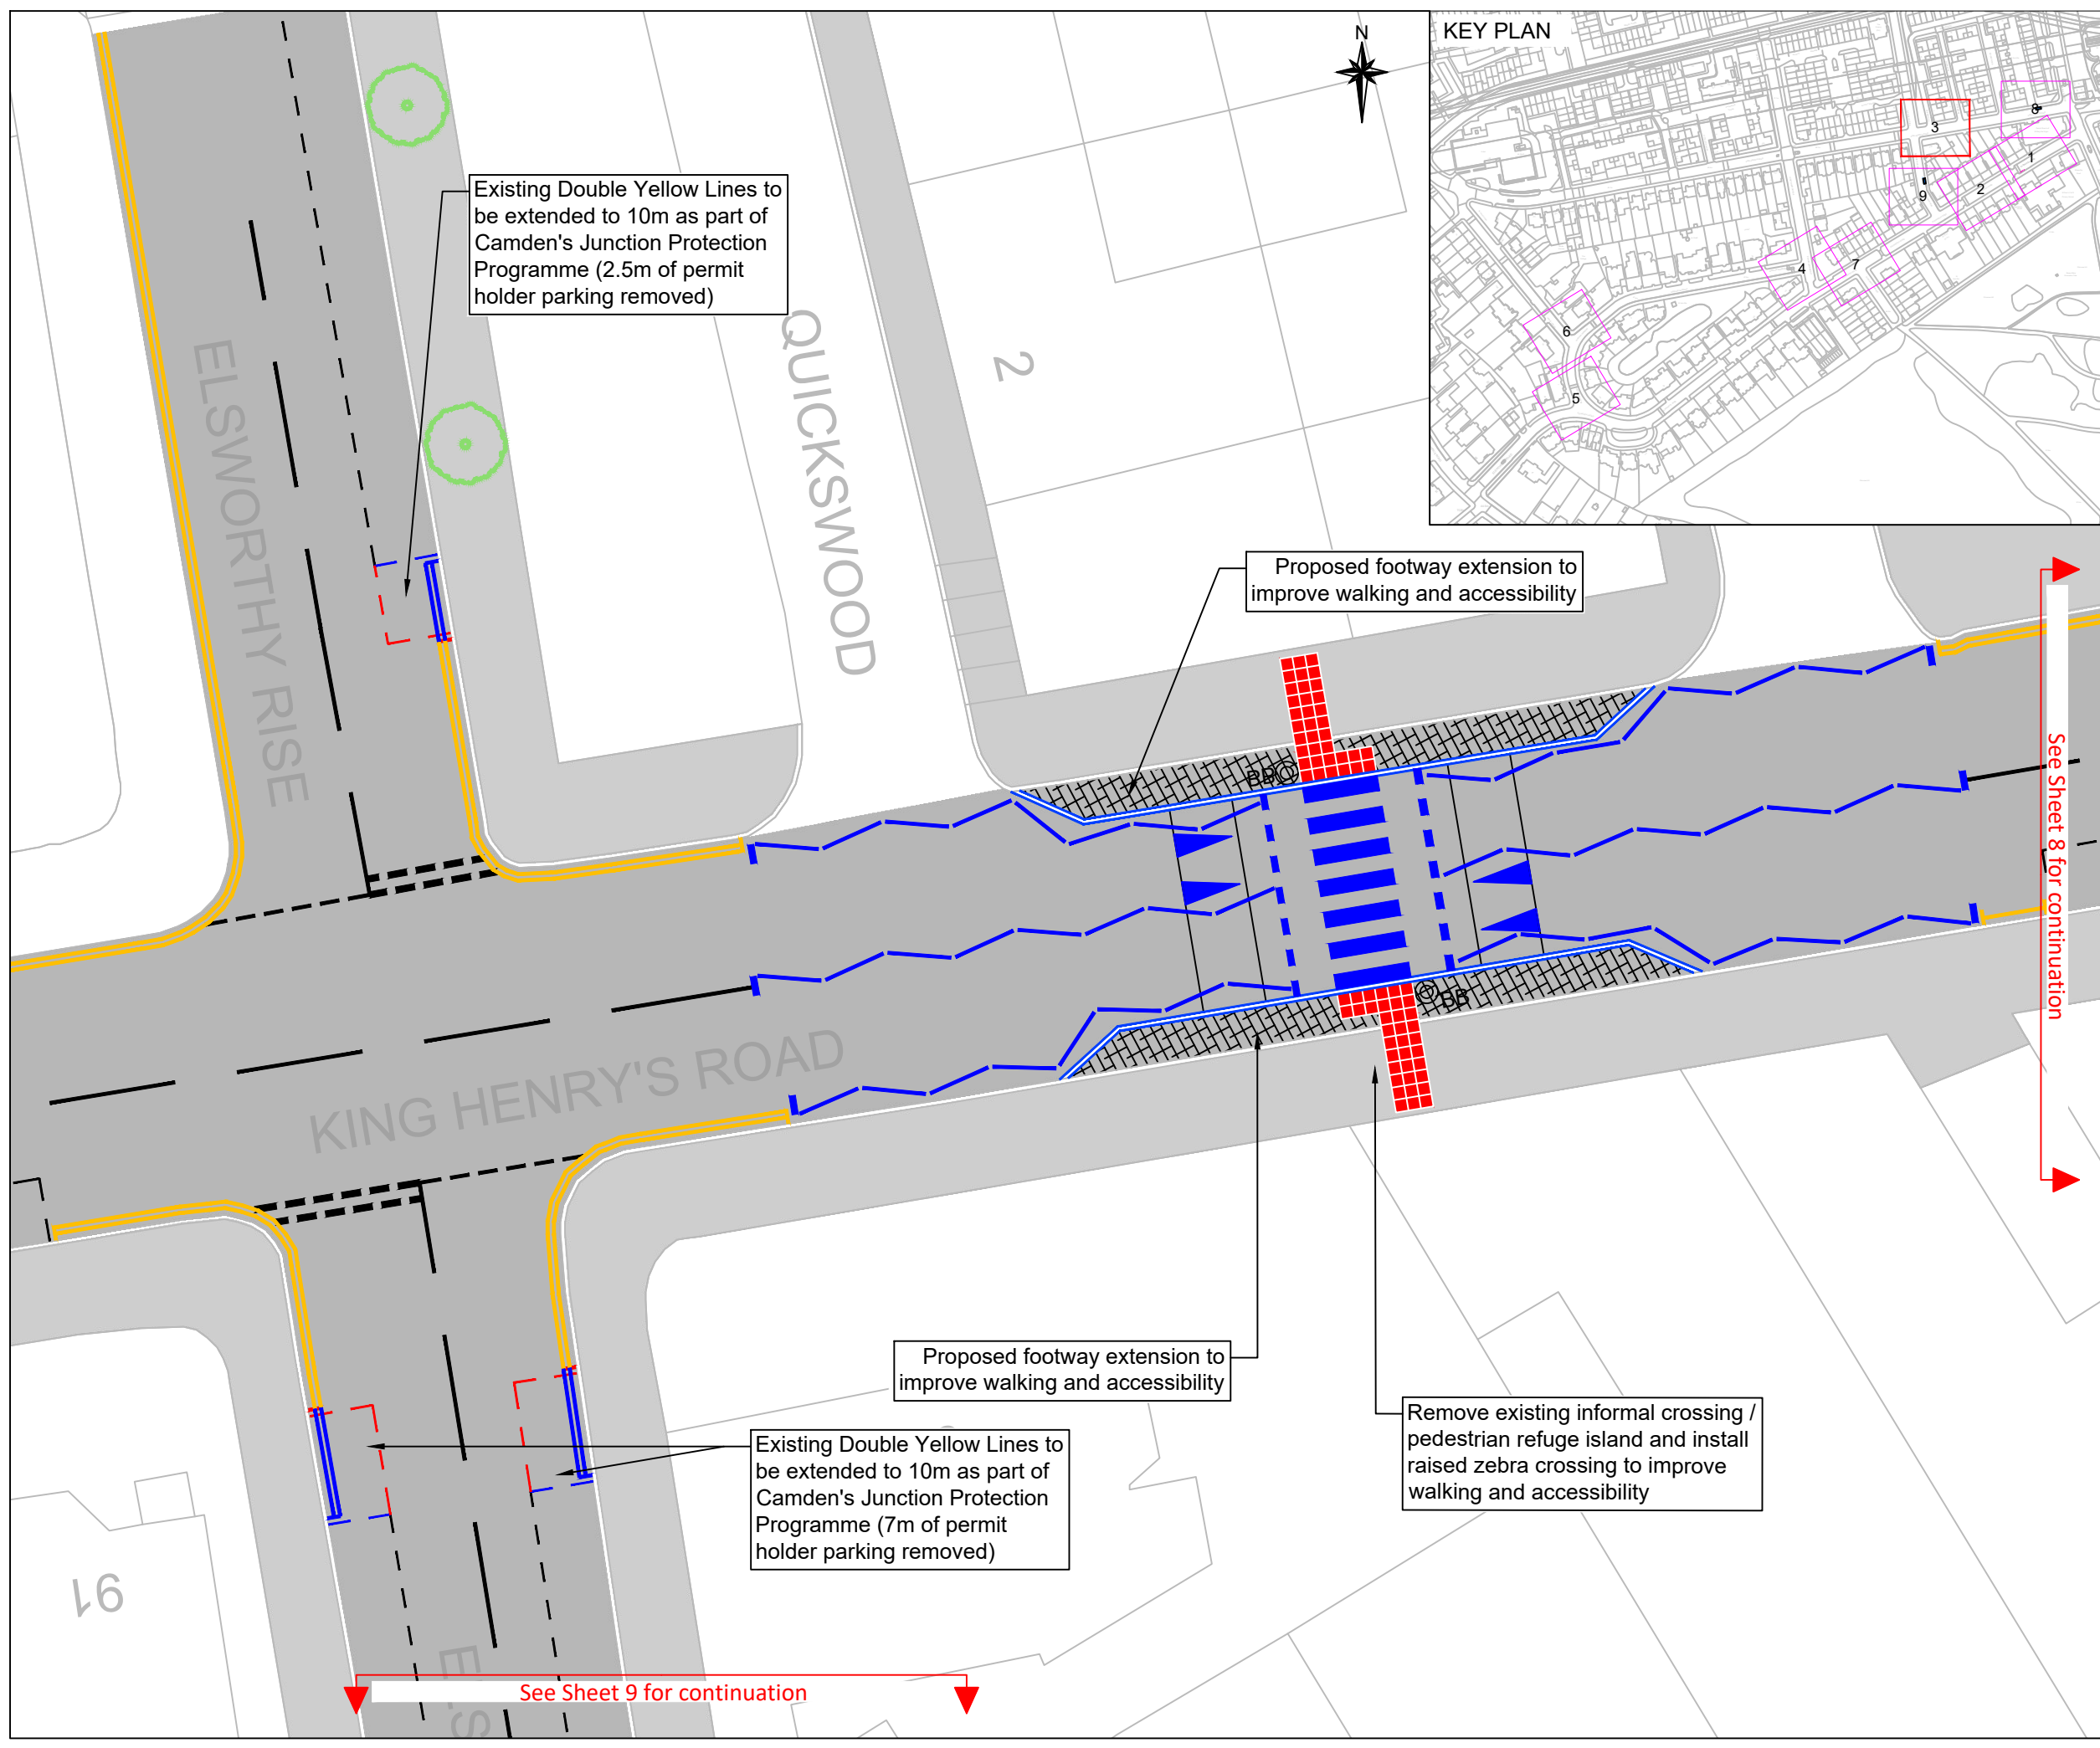 N
KEY PLAN
3
8
1
2
9
4
7
6
5
Existing Double Yellow Lines to
be extended to 10m as part of
Camden's Junction Protection
Programme (2.5m of permit
holder parking removed)
ELSWORTHY RISE
QUICKSWOOD
2
Proposed footway extension to
improve walking and accessibility
See Sheet 8 for continuation
BB
BB
KING HENRY'S ROAD
Proposed footway extension to
improve walking and accessibility
Remove existing informal crossing /
pedestrian refuge island and install
raised zebra crossing to improve
walking and accessibility
Existing Double Yellow Lines to
be extended to 10m as part of
Camden's Junction Protection
Programme (7m of permit
holder parking removed)
91
ELS
See Sheet 9 for continuation